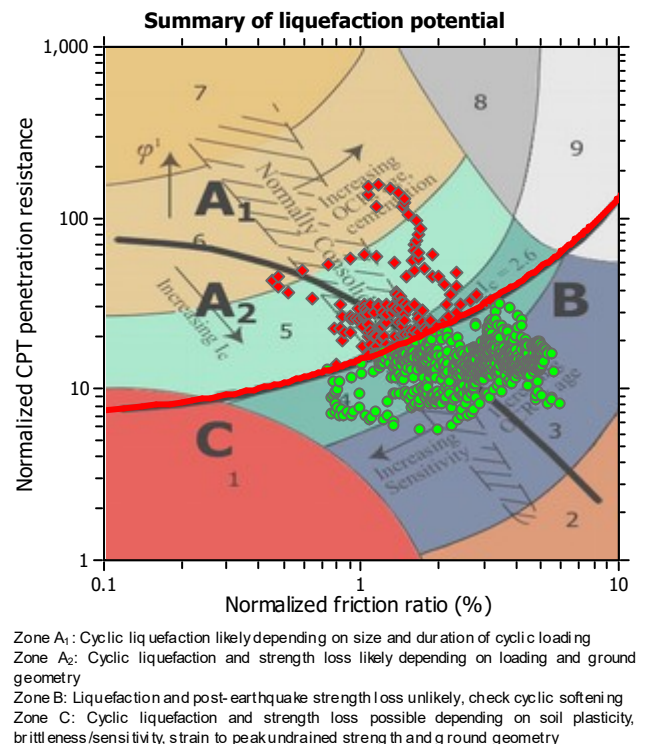 Summary of liquefaction potential
Normalized CPT penetration resistance
1,000
100
10
1
7
8
9
φ'
A1
Increasing
OCR, age,
cementation
Normally Consoli
6
A2
Increasing Ic
5
Ic = 2.6
B
4
Increasing
Sensitivity
3
C
1
2
0.1
1
10
Normalized friction ratio (%)
Zone A1: Cyclic liquefaction likely depending on size and duration of cyclic loading
Zone A2: Cyclic liquefaction and strength loss likely depending on loading and ground
geometry
Zone B: Liquefaction and post-earthquake strength loss unlikely, check cyclic softening
Zone C: Cyclic liquefaction and strength loss possible depending on soil plasticity,
brittleness/sensitivity, strain to peak undrained strength and ground geometry